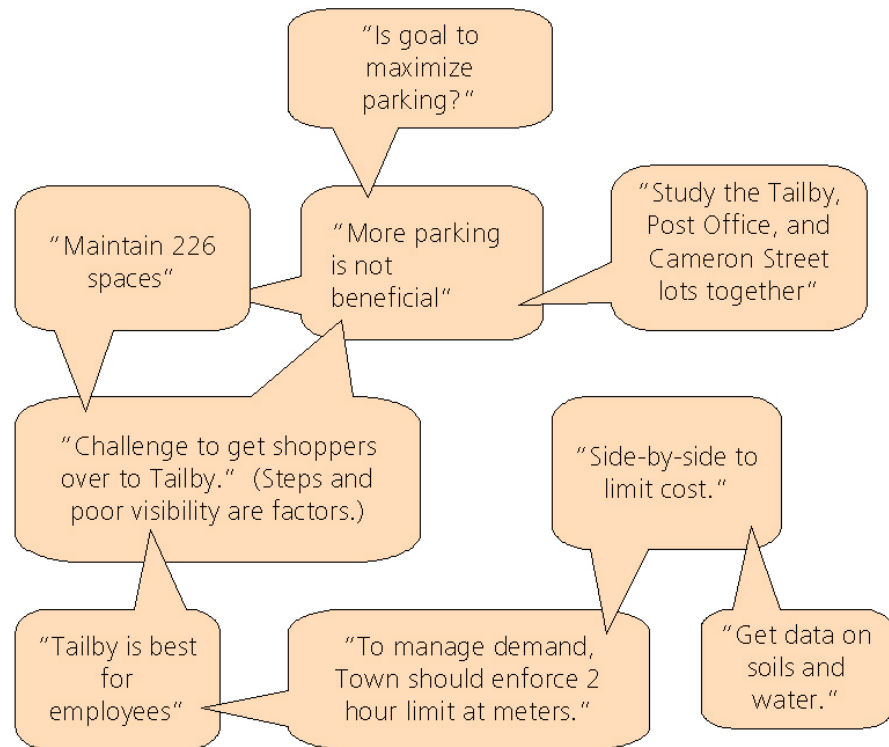 “Is goal to
maximize
parking?”
“Maintain 226
spaces”
“More parking
is not
beneficial”
“Study the Tailby,
Post Office, and
Cameron Street
lots together”
“Challenge to get shoppers
over to Tailby.” (Steps and
poor visibility are factors.)
“Side-by-side to
limit cost.”
“Tailby is best
for
employees”
“To manage demand,
Town should enforce 2
hour limit at meters.”
“Get data on
soils and
water.”